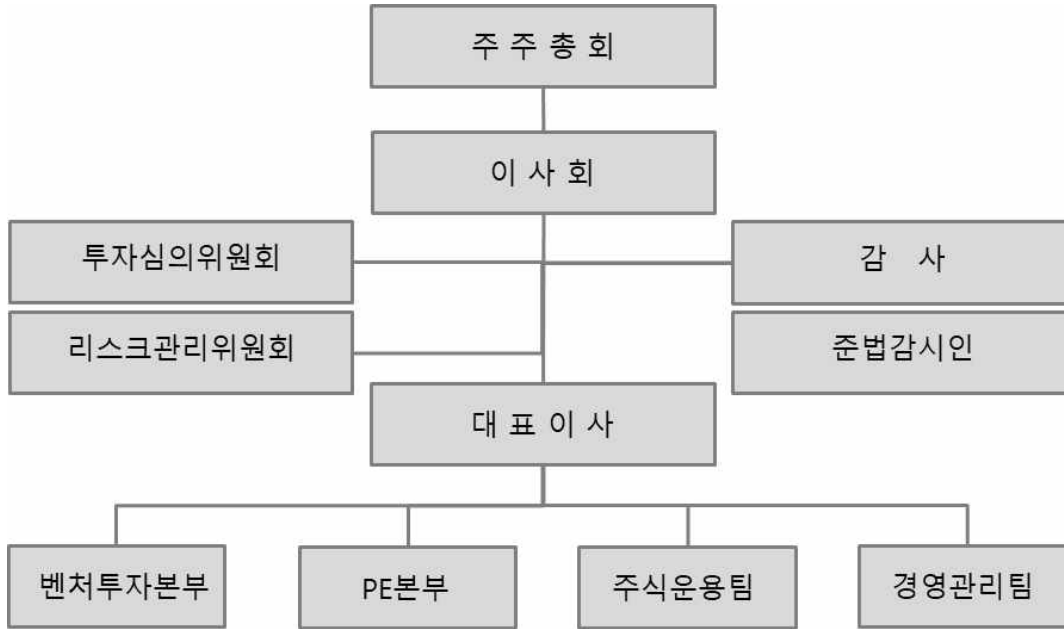 주 주 총 회
이 사 회
투자심의위원회
감 사
리스크관리위원회
준법감시인
대 표 이 사
벤처투자본부
PE본부
주식운용팀
경영관리팀